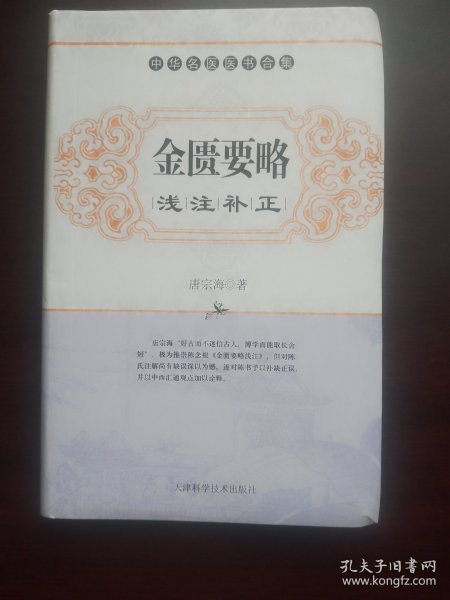 中华名医医书合集
金匮要略
浅注补正
唐宗海◎著
唐宗海“好古而不迷信古人，博学而能取长舍
短”，极为推崇陈念祖《金匮要略浅注》，但对陈
氏注解尚有缺误深以为憾，遂对陈书予以补缺正误，
并以中西汇通观点加以诠释。
天津科学技术出版社
孔夫子旧书网
www.kongfz.com